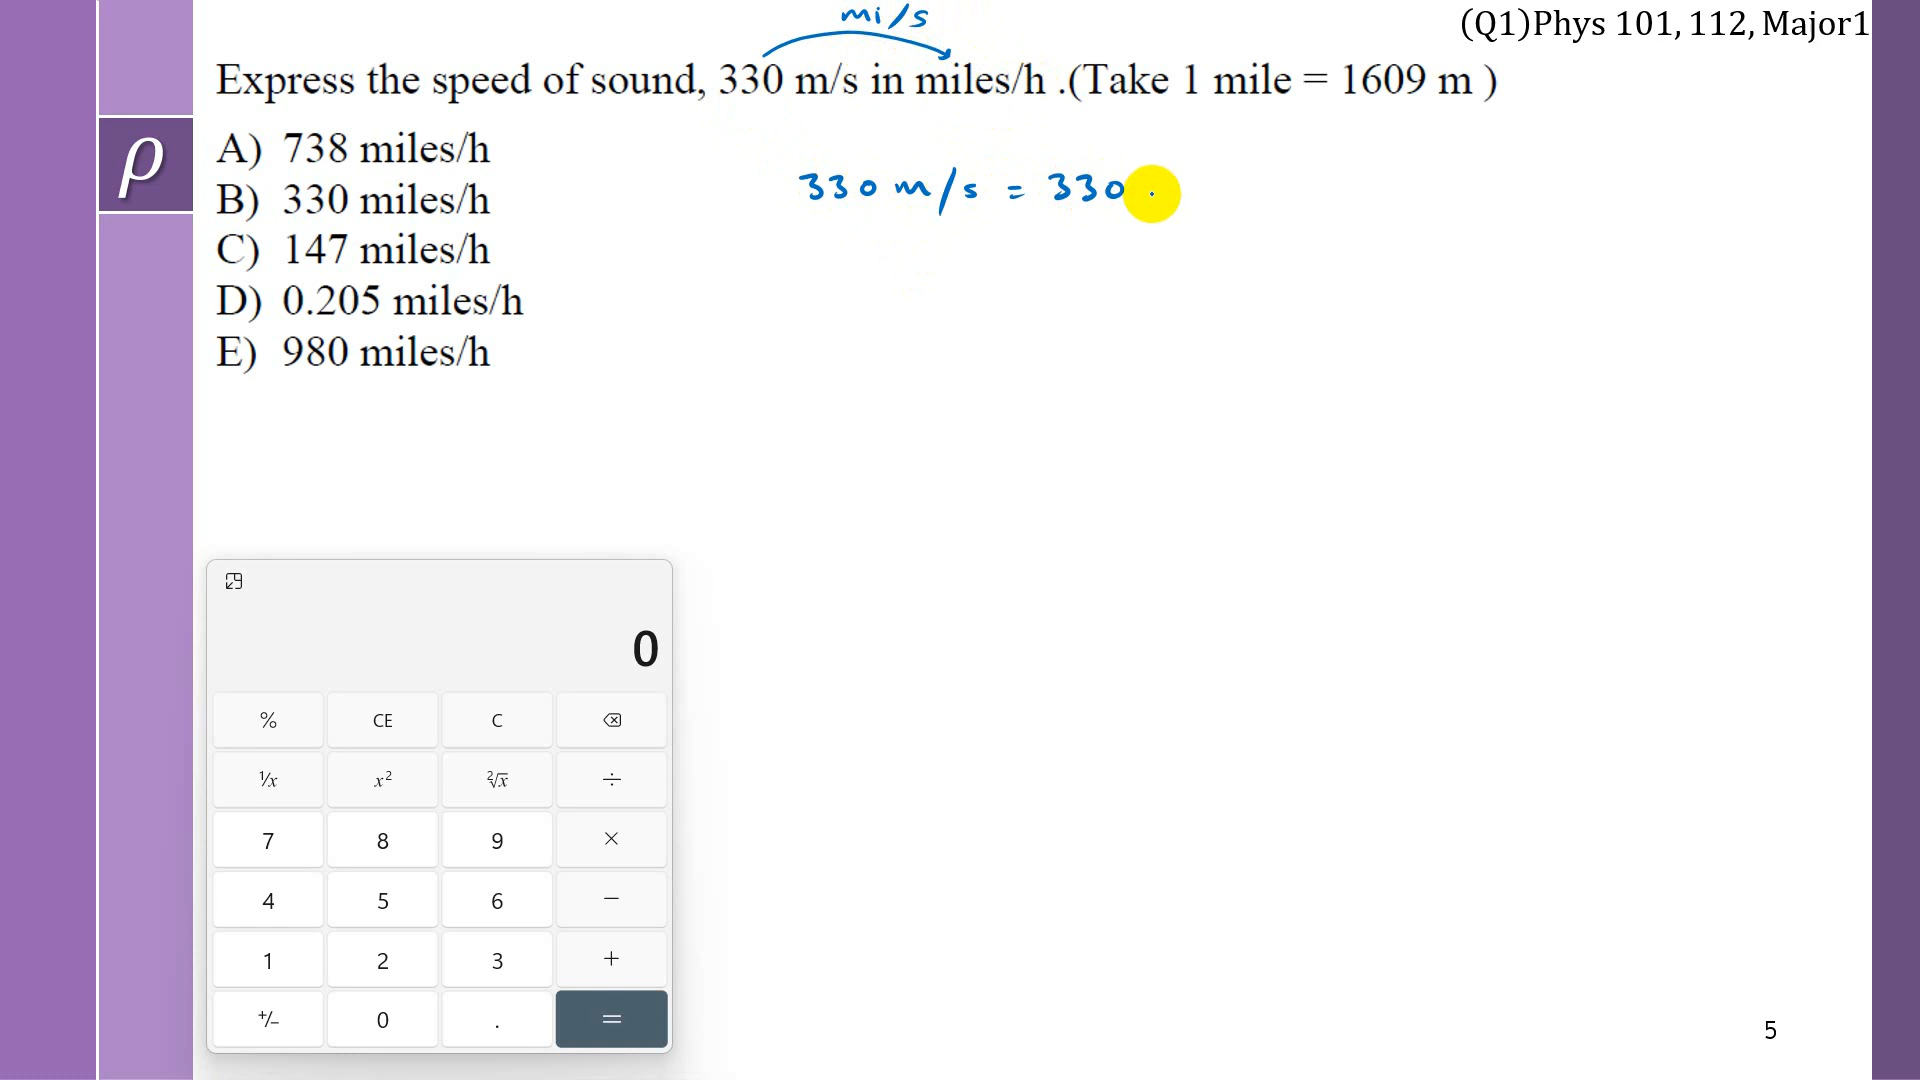 (Q1)Phys 101, 112, Major1
mi/s
Express the speed of sound, 330 m/s in miles/h .(Take 1 mile = 1609 m )
ρ
A) 738 miles/h
B) 330 miles/h
C) 147 miles/h
D) 0.205 miles/h
E) 980 miles/h
330 m/s = 330
0
% CE C
¹/x x² ²√x ÷
7 8 9 ×
4 5 6 −
1 2 3 +
+/− 0 . =
5